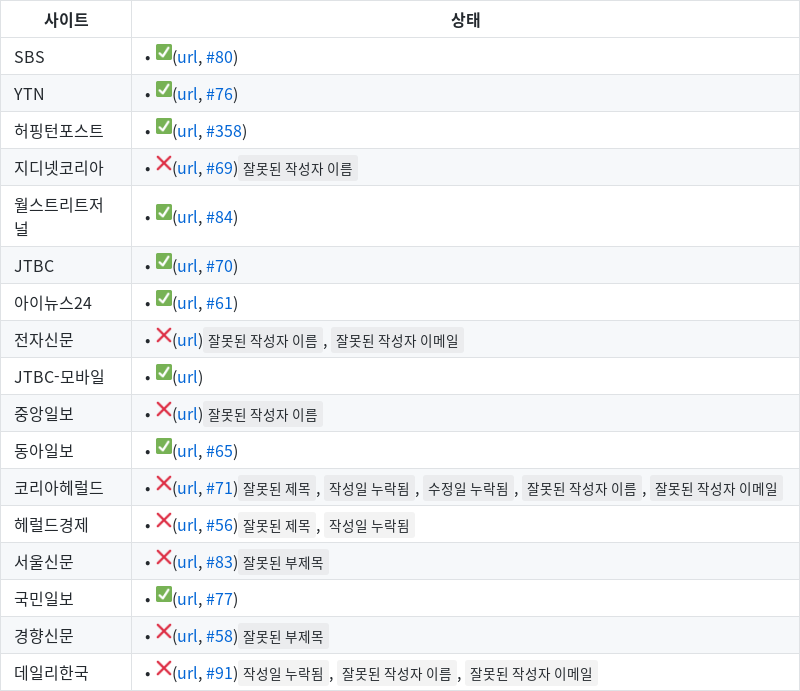 사이트 상태
SBS • ✅(url, #80)
YTN • ✅(url, #76)
허핑턴포스트 • ✅(url, #358)
지디넷코리아 • ❌(url, #69) 잘못된 작성자 이름
월스트리트저
널 • ✅(url, #84)
JTBC • ✅(url, #70)
아이뉴스24 • ✅(url, #61)
전자신문 • ❌(url) 잘못된 작성자 이름 , 잘못된 작성자 이메일
JTBC-모바일 • ✅(url)
중앙일보 • ❌(url) 잘못된 작성자 이름
동아일보 • ✅(url, #65)
코리아헤럴드 • ❌(url, #71) 잘못된 제목 , 작성일 누락됨 , 수정일 누락됨 , 잘못된 작성자 이름 , 잘못된 작성자 이메일
헤럴드경제 • ❌(url, #56) 잘못된 제목 , 작성일 누락됨
서울신문 • ❌(url, #83) 잘못된 부제목
국민일보 • ✅(url, #77)
경향신문 • ❌(url, #58) 잘못된 부제목
데일리한국 • ❌(url, #91) 작성일 누락됨 , 잘못된 작성자 이름 , 잘못된 작성자 이메일